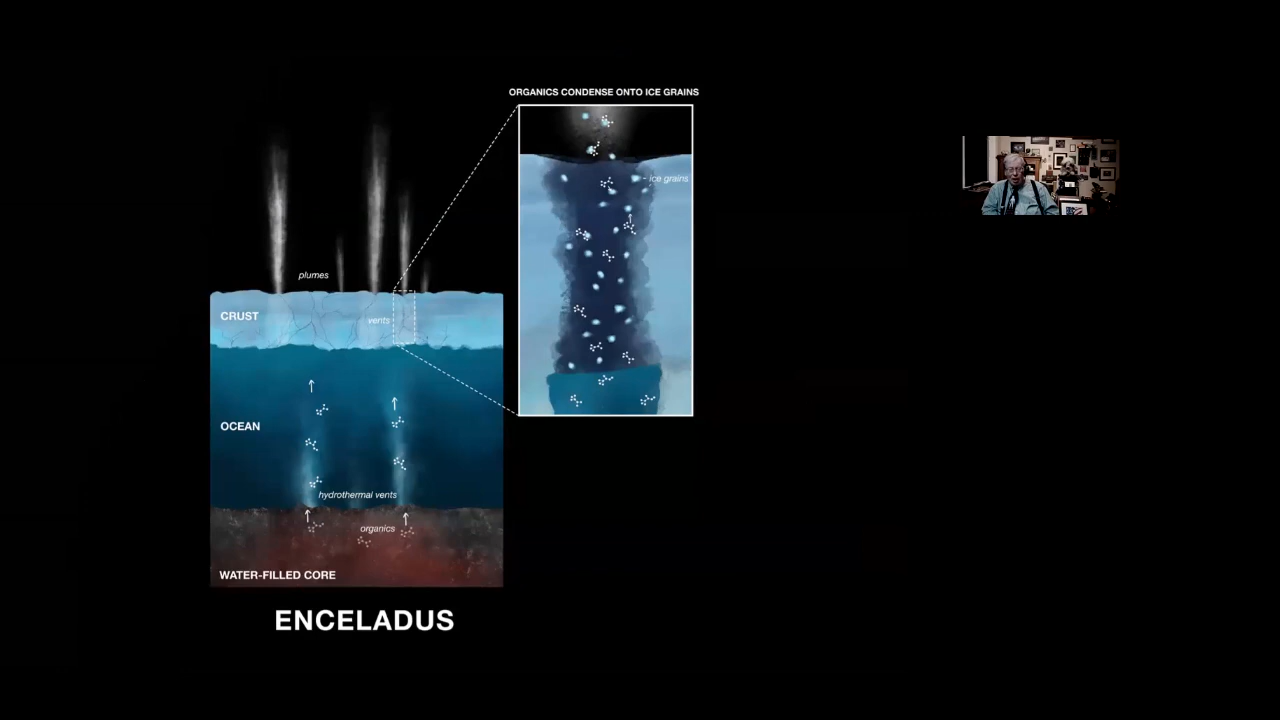 ORGANICS CONDENSE ONTO ICE GRAINS
ice grains
plumes
CRUST
vents
OCEAN
hydrothermal vents
organics
WATER-FILLED CORE
ENCELADUS